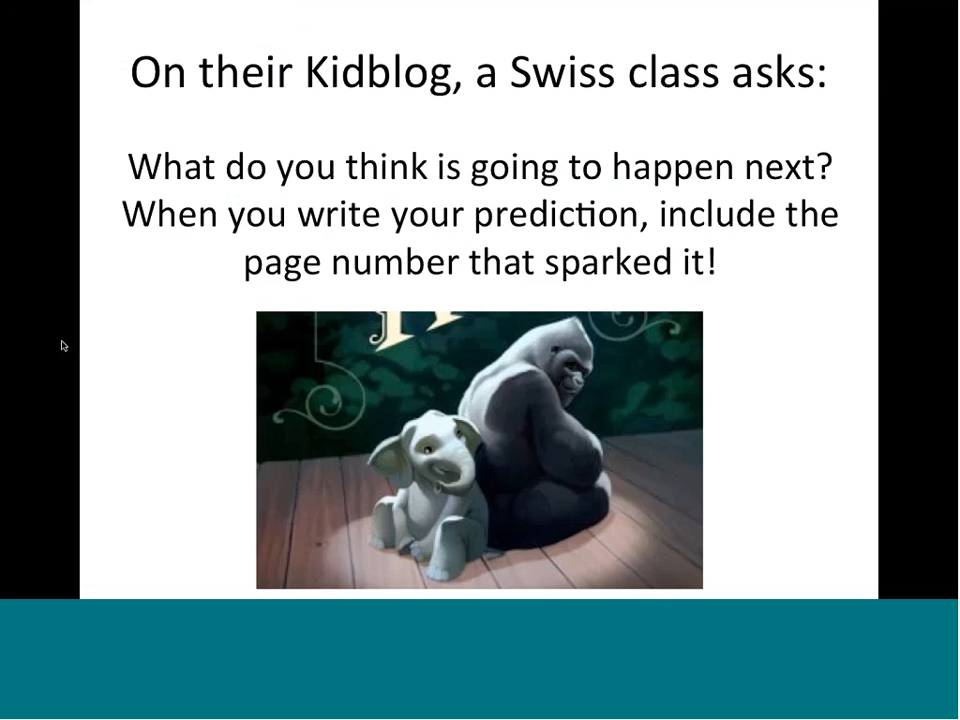 On their Kidblog, a Swiss class asks:
What do you think is going to happen next?
When you write your prediction, include the
page number that sparked it!